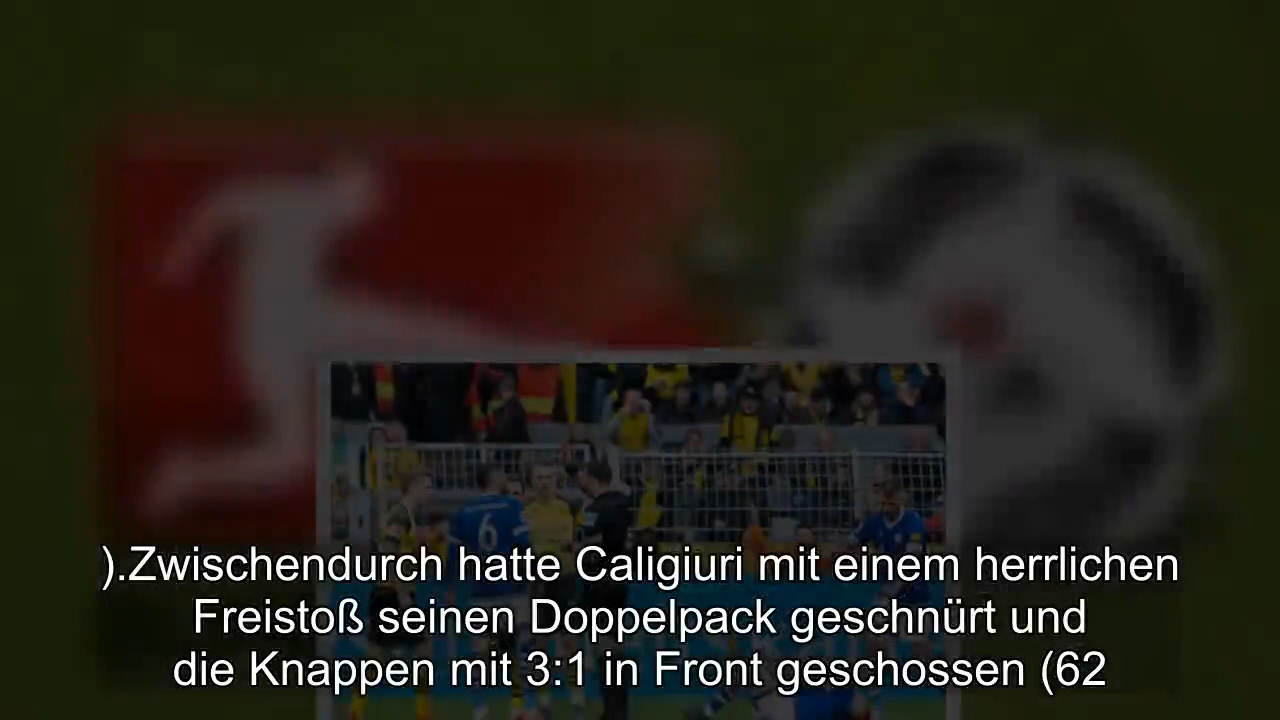 ).Zwischendurch hatte Caligiuri mit einem herrlichen
Freistoß seinen Doppelpack geschnürt und
die Knappen mit 3:1 in Front geschossen (62
6